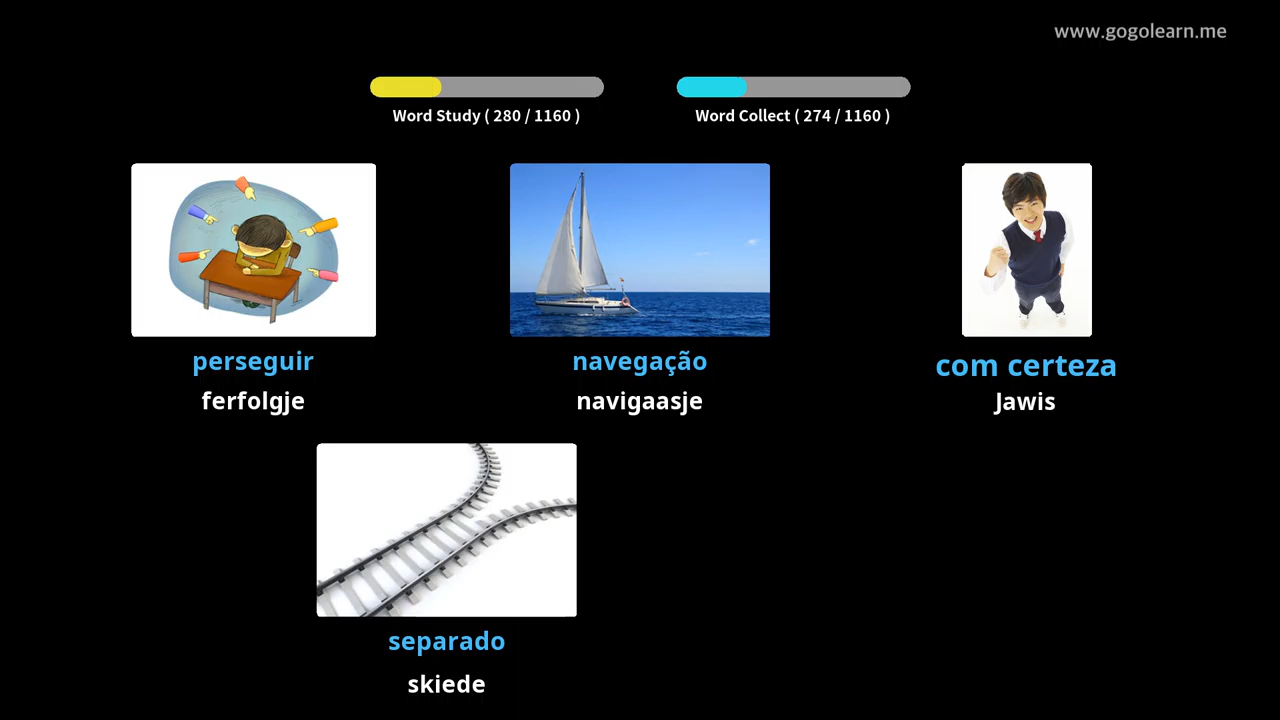 www.gogolearn.me
Word Study ( 280 / 1160 )
Word Collect ( 274 / 1160 )
perseguir
ferfolgje
navegação
navigaasje
com certeza
Jawis
separado
skiede